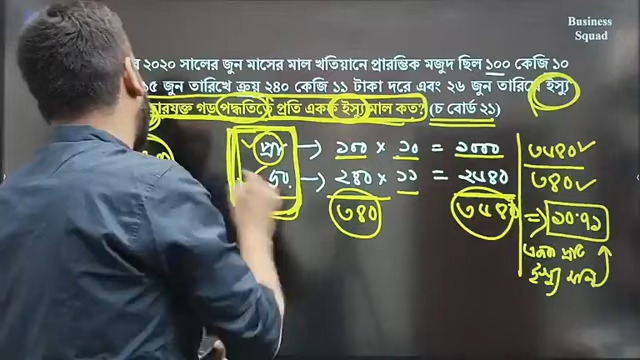 Business
Squad
২০২০ সালের জুন মাসের মাল খতিয়ানে প্রারম্ভিক মজুদ ছিল ১০০ কেজি ১০
১৫ জুন তারিখে ক্রয় ২৪০ কেজি ১১ টাকা দরে এবং ২৬ জুন তারিখে ইস্যু
গড় পদ্ধতিতে প্রতি একক ইস্যু মাল কত? (চ বোর্ড ২১)
প্রা → ১০০ × ১০ = ১০০০
→ ২৪০ × ১১ = ২৬৪০
৩৪০ ৩৬৪০
৩৬৪০
৩৪০
⇒ ১০.৭১
একক প্রতি
ইস্যু মাল